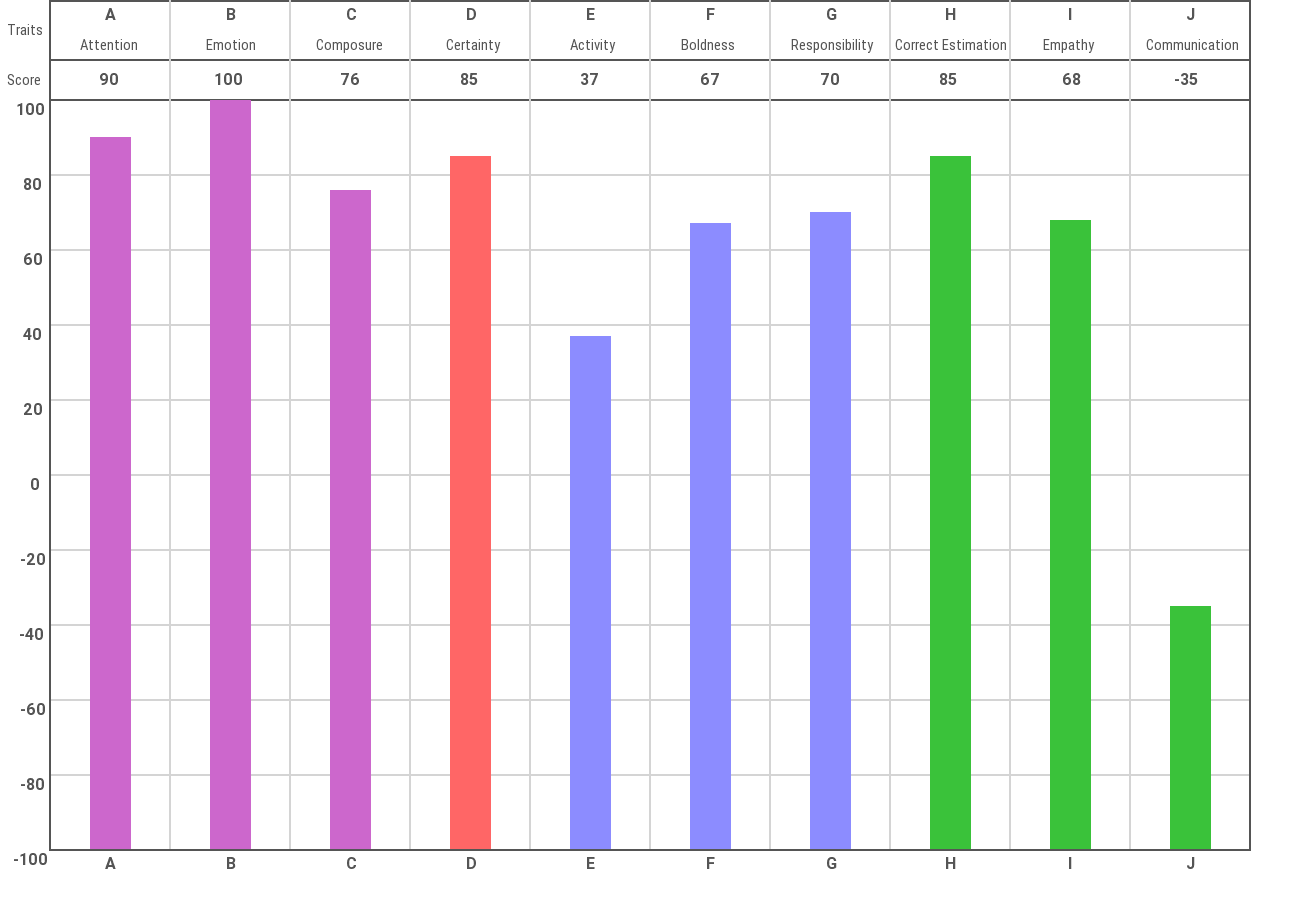 A B C D E F G H I J
Traits
Attention Emotion Composure Certainty Activity Boldness Responsibility Correct Estimation Empathy Communication
Score 90 100 76 85 37 67 70 85 68 -35
100
80
60
40
20
0
-20
-40
-60
-80
-100
A B C D E F G H I J